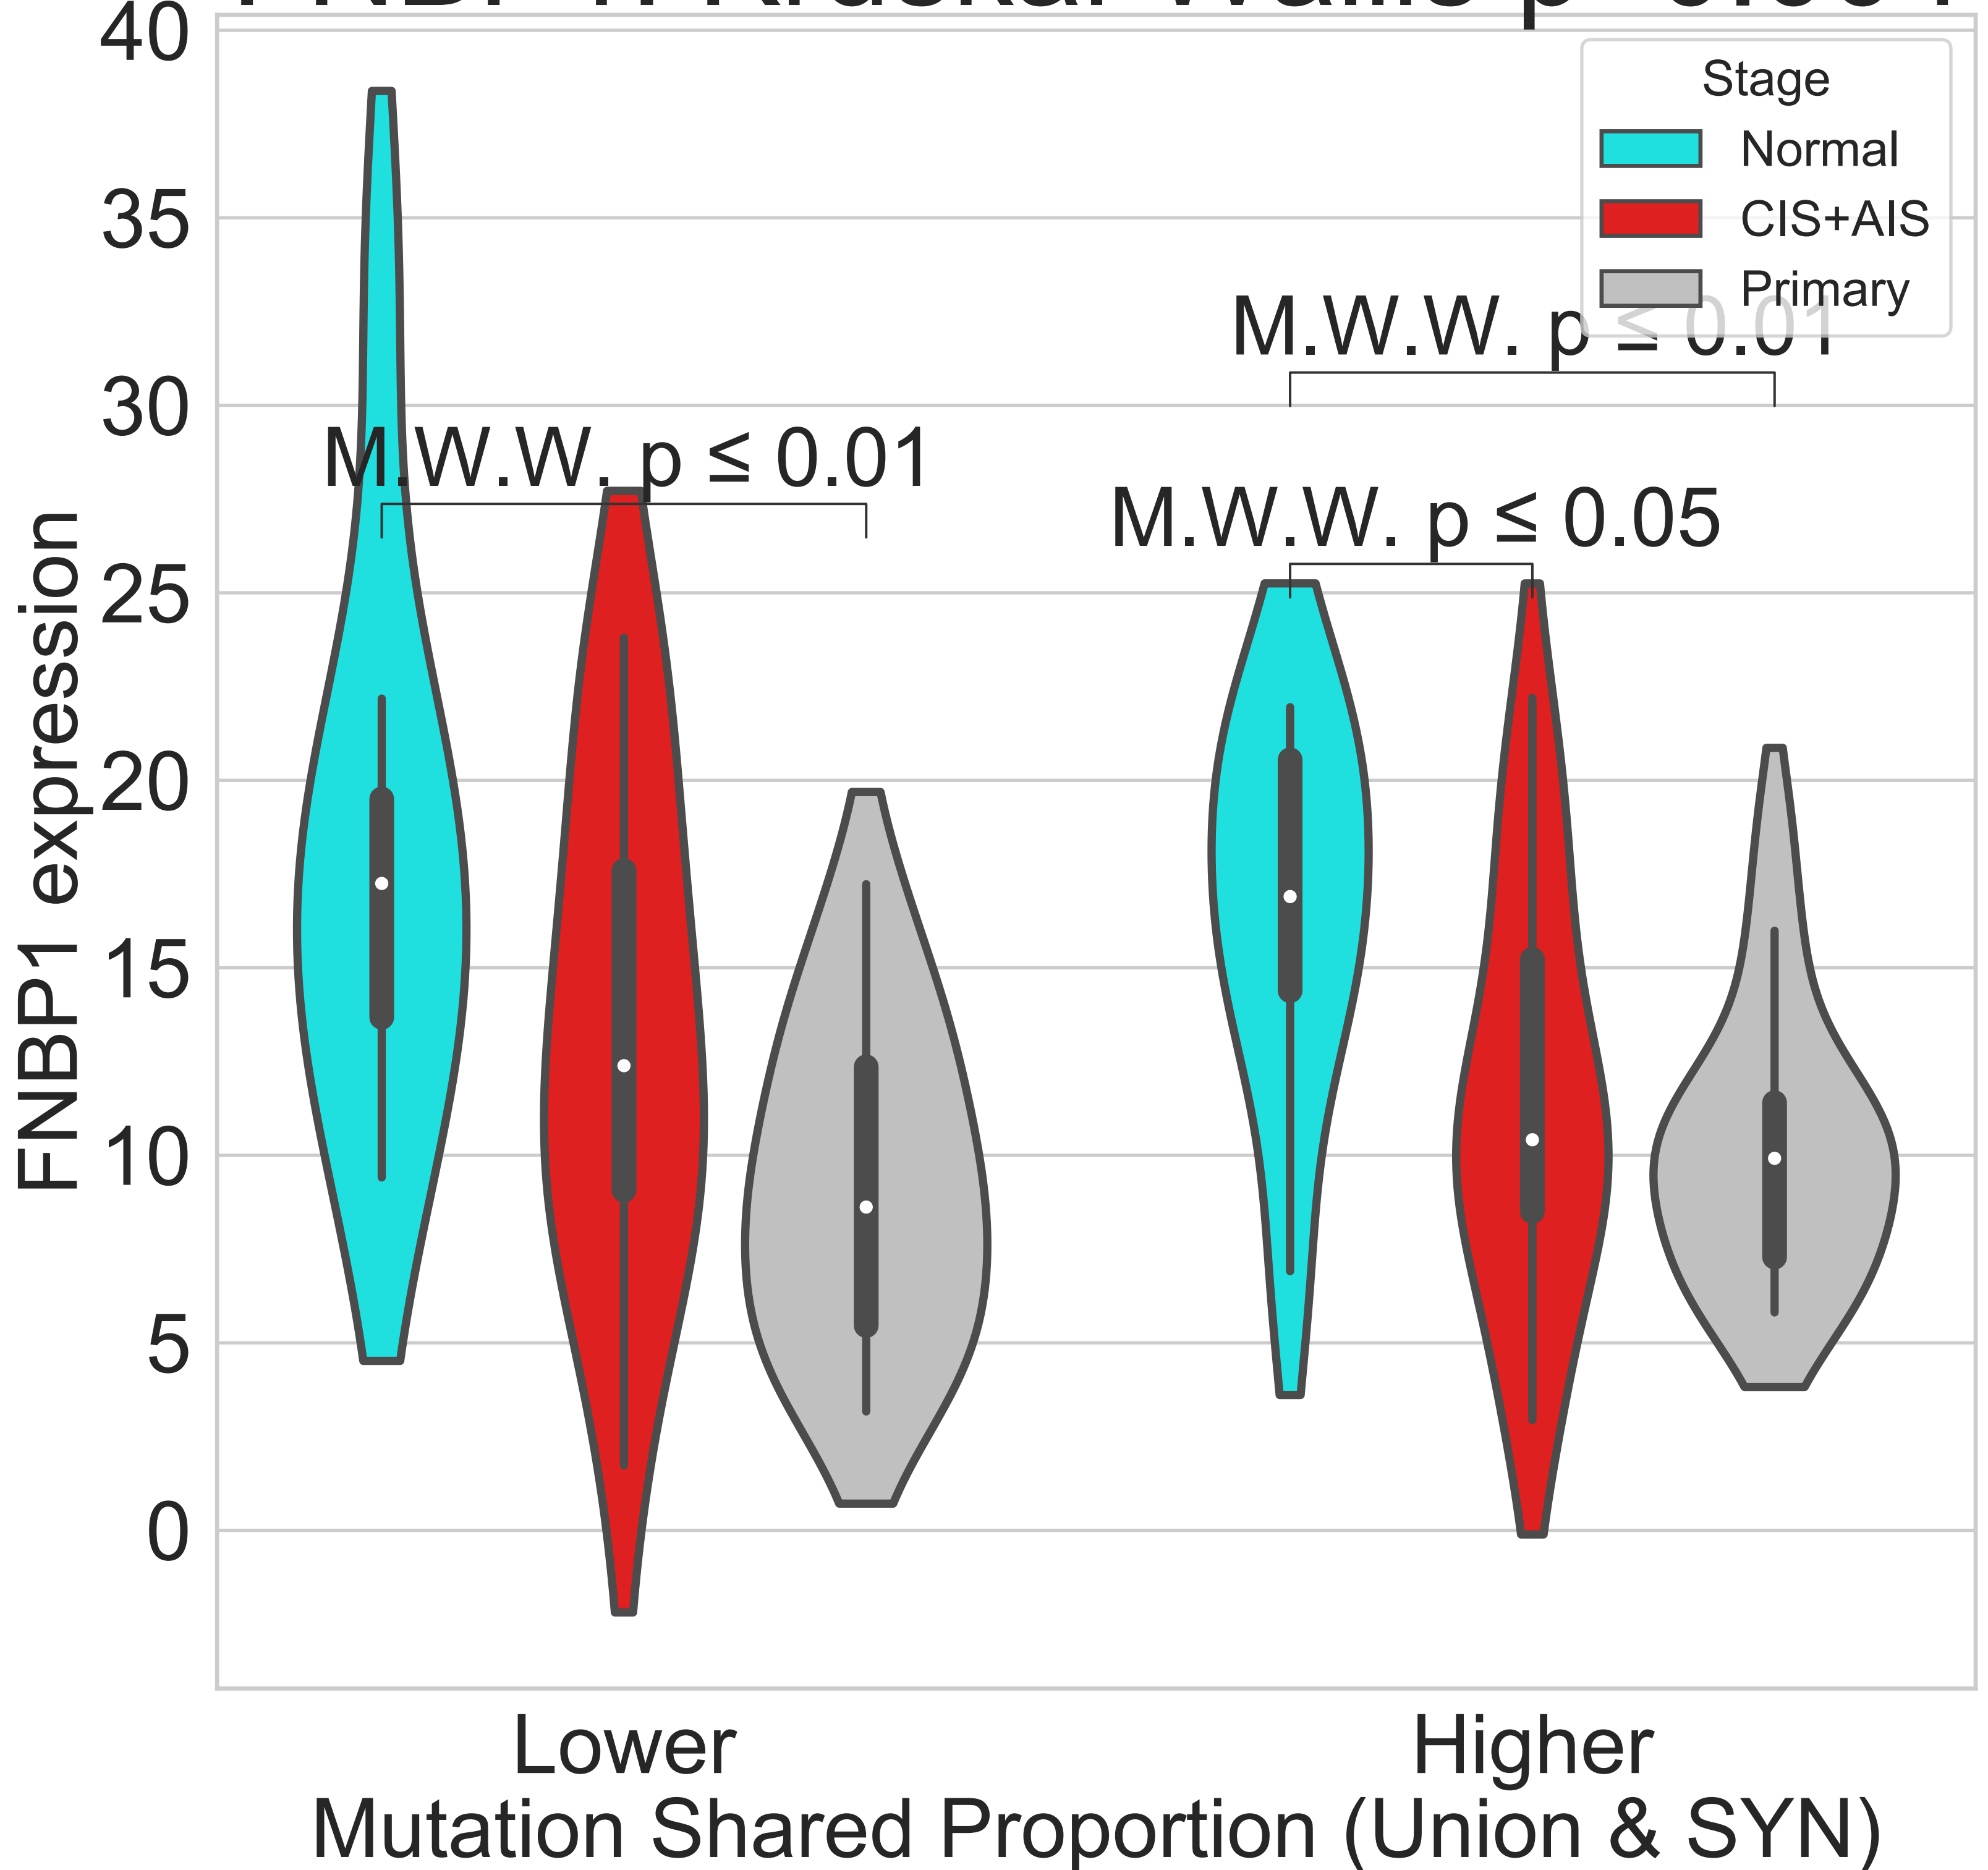 40
35
30
25
20
15
10
5
0
FNBP1 expression
Stage
Normal
CIS+AIS
Primary
M.W.W. p ≤ 0.01
M.W.W. p ≤ 0.01
M.W.W. p ≤ 0.05
Lower
Higher
Mutation Shared Proportion (Union & SYN)